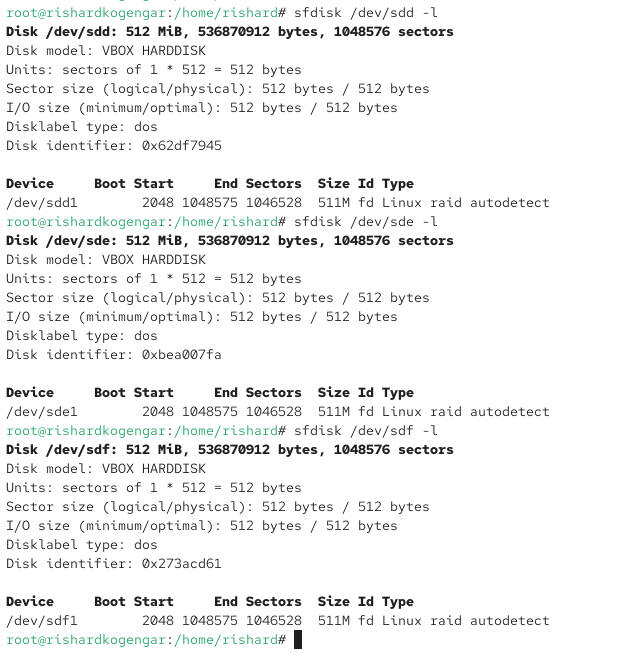 root@rishardkogengar:/home/rishard# sfdisk /dev/sdd -l
Disk /dev/sdd: 512 MiB, 536870912 bytes, 1048576 sectors
Disk model: VBOX HARDDISK
Units: sectors of 1 * 512 = 512 bytes
Sector size (logical/physical): 512 bytes / 512 bytes
I/O size (minimum/optimal): 512 bytes / 512 bytes
Disklabel type: dos
Disk identifier: 0x62df7945

Device     Boot Start     End Sectors  Size Id Type
/dev/sdd1        2048 1048575 1046528  511M fd Linux raid autodetect
root@rishardkogengar:/home/rishard# sfdisk /dev/sde -l
Disk /dev/sde: 512 MiB, 536870912 bytes, 1048576 sectors
Disk model: VBOX HARDDISK
Units: sectors of 1 * 512 = 512 bytes
Sector size (logical/physical): 512 bytes / 512 bytes
I/O size (minimum/optimal): 512 bytes / 512 bytes
Disklabel type: dos
Disk identifier: 0xbea007fa

Device     Boot Start     End Sectors  Size Id Type
/dev/sde1        2048 1048575 1046528  511M fd Linux raid autodetect
root@rishardkogengar:/home/rishard# sfdisk /dev/sdf -l
Disk /dev/sdf: 512 MiB, 536870912 bytes, 1048576 sectors
Disk model: VBOX HARDDISK
Units: sectors of 1 * 512 = 512 bytes
Sector size (logical/physical): 512 bytes / 512 bytes
I/O size (minimum/optimal): 512 bytes / 512 bytes
Disklabel type: dos
Disk identifier: 0x273acd61

Device     Boot Start     End Sectors  Size Id Type
/dev/sdf1        2048 1048575 1046528  511M fd Linux raid autodetect
root@rishardkogengar:/home/rishard#